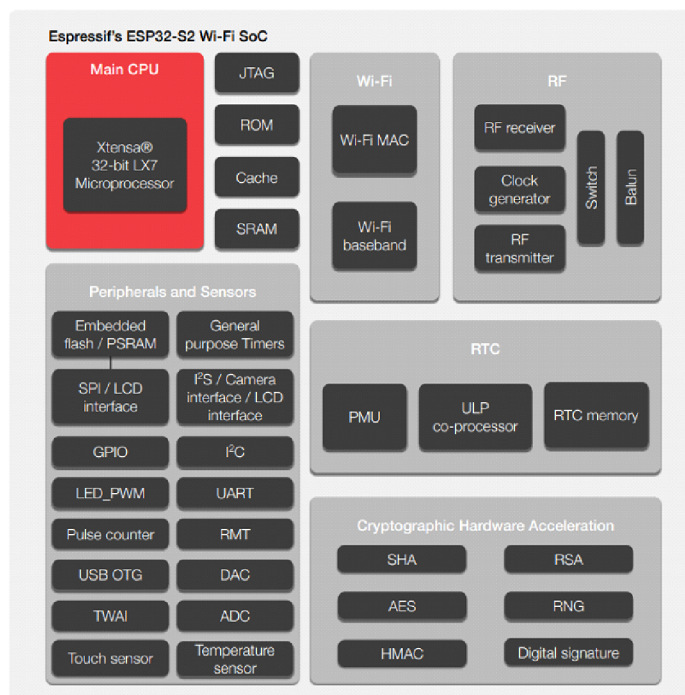 Espressif's ESP32-S2 Wi-Fi SoC
Main CPU
Xtensa®
32-bit LX7
Microprocessor
JTAG
ROM
Cache
SRAM
Wi-Fi
Wi-Fi MAC
Wi-Fi
baseband
RF
RF receiver
Clock
generator
RF
transmitter
Switch
Balun
Peripherals and Sensors
Embedded
flash / PSRAM
General
purpose Timers
SPI / LCD
interface
I²S / Camera
interface / LCD
interface
GPIO
I²C
LED_PWM
UART
Pulse counter
RMT
USB OTG
DAC
TWAI
ADC
Touch sensor
Temperature
sensor
RTC
PMU
ULP
co-processor
RTC memory
Cryptographic Hardware Acceleration
SHA
RSA
AES
RNG
HMAC
Digital signature